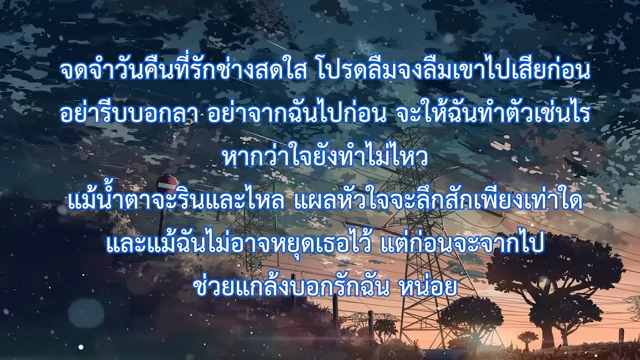 จดจำวันคืนที่รักช่างสดใส โปรดลืมจงลืมเขาไปเสียก่อน
อย่ารีบบอกลา อย่าจากฉันไปก่อน จะให้ฉันทำตัวเช่นไร
หากว่าใจยังทำไม่ไหว
แม้น้ำตาจะรินและไหล แผลหัวใจจะลึกสักเพียงเท่าใด
และแม้ฉันไม่อาจหยุดเธอไว้ แต่ก่อนจะจากไป
ช่วยแกล้งบอกรักฉัน หน่อย